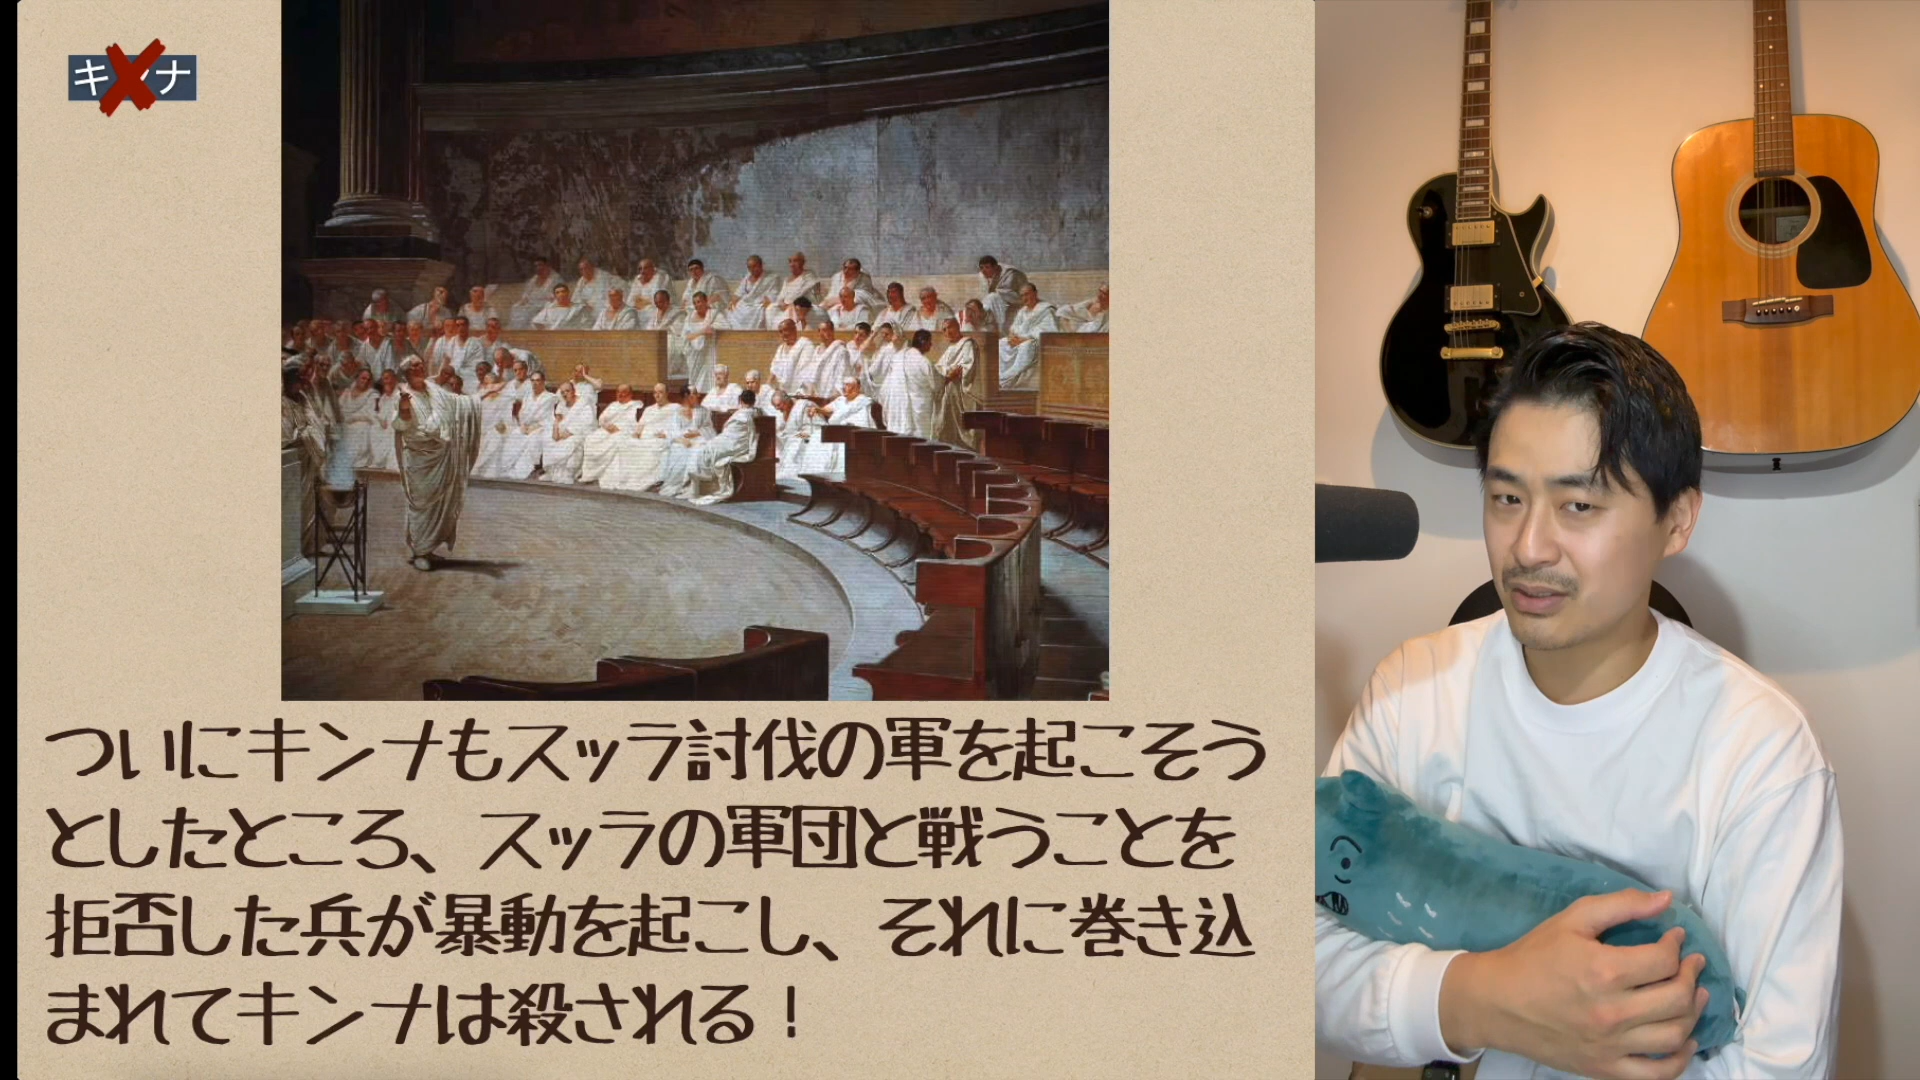 キンナ
ついにキンナもスッラ討伐の軍を起こそう
としたところ、スッラの軍団と戦うことを
拒否した兵が暴動を起こし、それに巻き込
まれてキンナは殺される！